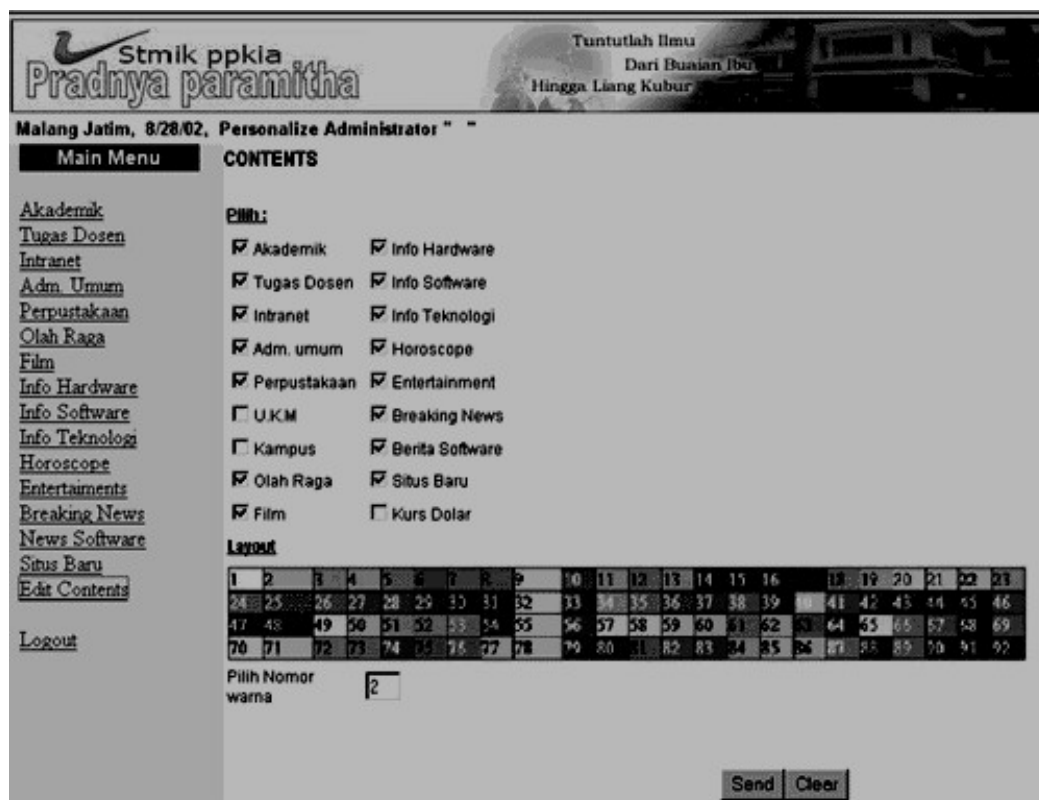 Stmik ppkia
Pradnya paramitha
Tuntutlah Ilmu
Dari Buaian Ibu
Hingga Liang Kubur
Malang Jatim, 8/28/02, Personalize Administrator " "
Main Menu
Akademik
Tugas Dosen
Intranet
Adm. Umum
Perpustakaan
Olah Raga
Film
Info Hardware
Info Software
Info Teknologi
Horoscope
Entertaiments
Breaking News
News Software
Situs Baru
Edit Contents
Logout
CONTENTS
Pilih :
Akademik Info Hardware
Tugas Dosen Info Software
Intranet Info Teknologi
Adm. umum Horoscope
Perpustakaan Entertainment
U.K.M Breaking News
Kampus Berita Software
Olah Raga Situs Baru
Film Kurs Dolar
Layout
1 2 3 4 5 6 7 8 9 10 11 12 13 14 15 16 18 19 20 21 22 23
24 25 26 27 28 29 30 31 32 33 34 35 36 37 38 39 41 42 43 44 45 46
47 48 49 50 51 52 53 54 55 56 57 58 59 60 61 62 63 64 65 66 67 68 69
70 71 72 73 74 75 76 77 78 79 80 81 82 83 84 85 86 87 88 89 90 91 92
Pilih Nomor
warna
2
Send Clear